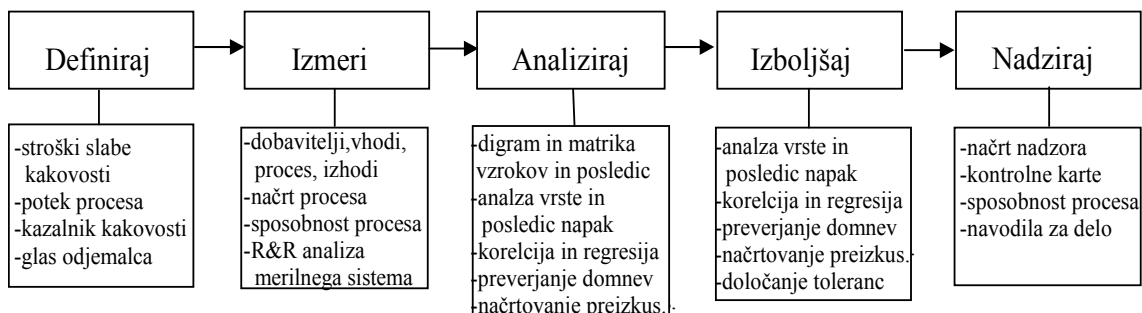 Definiraj
Izmeri
Analiziraj
Izboljšaj
Nadziraj
-stroški slabe
kakovosti
-potek procesa
-kazalnik kakovosti
-glas odjemalca
-dobavitelji,vhodi,
proces, izhodi
-načrt procesa
-sposobnost procesa
-R&R analiza
merilnega sistema
-digram in matrika
vzrokov in posledic
-analza vrste in
posledic napak
-korelcija in regresija
-preverjanje domnev
-načrtovanje preizkus.
-analza vrste in
posledic napak
-korelcija in regresija
-preverjanje domnev
-načrtovanje preizkus.
-določanje toleranc
-načrt nadzora
-kontrolne karte
-sposobnost procesa
-navodila za delo